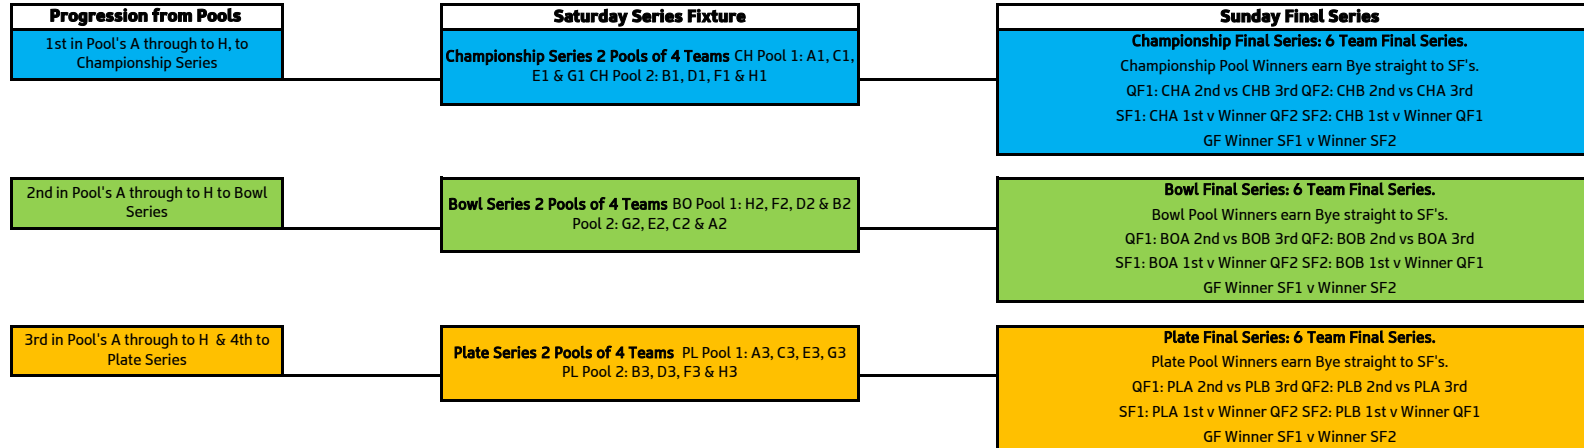 Progression from Pools
1st in Pool's A through to H, to
Championship Series
Saturday Series Fixture
Championship Series 2 Pools of 4 Teams CH Pool 1: A1, C1,
E1 & G1 CH Pool 2: B1, D1, F1 & H1
Sunday Final Series
Championship Final Series: 6 Team Final Series.
Championship Pool Winners earn Bye straight to SF's.
QF1: CHA 2nd vs CHB 3rd QF2: CHB 2nd vs CHA 3rd
SF1: CHA 1st v Winner QF2 SF2: CHB 1st v Winner QF1
GF Winner SF1 v Winner SF2
2nd in Pool's A through to H to Bowl
Series
Bowl Series 2 Pools of 4 Teams BO Pool 1: H2, F2, D2 & B2
Pool 2: G2, E2, C2 & A2
Bowl Final Series: 6 Team Final Series.
Bowl Pool Winners earn Bye straight to SF's.
QF1: BOA 2nd vs BOB 3rd QF2: BOB 2nd vs BOA 3rd
SF1: BOA 1st v Winner QF2 SF2: BOB 1st v Winner QF1
GF Winner SF1 v Winner SF2
3rd in Pool's A through to H & 4th to
Plate Series
Plate Series 2 Pools of 4 Teams PL Pool 1: A3, C3, E3, G3
PL Pool 2: B3, D3, F3 & H3
Plate Final Series: 6 Team Final Series.
Plate Pool Winners earn Bye straight to SF's.
QF1: PLA 2nd vs PLB 3rd QF2: PLB 2nd vs PLA 3rd
SF1: PLA 1st v Winner QF2 SF2: PLB 1st v Winner QF1
GF Winner SF1 v Winner SF2